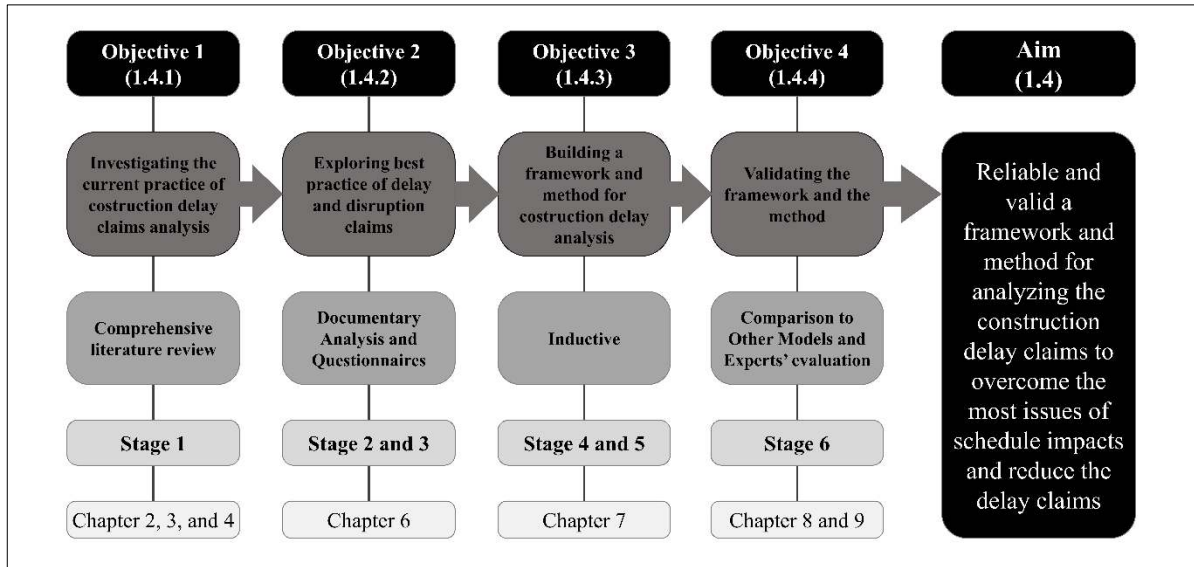 Objective 1
(1.4.1)
Objective 2
(1.4.2)
Objective 3
(1.4.3)
Objective 4
(1.4.4)
Aim
(1.4)
Investigating the
current practice of
costruction delay
claims analysis
Exploring best
practice of delay
and disruption
claims
Building a
framework and
method for
costruction delay
analysis
Validating the
framework and the
method
Reliable and
valid a
framework and
method for
analyzing the
construction
delay claims to
overcome the
most issues of
schedule impacts
and reduce the
delay claims
Comprehensive
literature review
Documentary
Analysis and
Questionnaires
Inductive
Comparison to
Other Models and
Experts' evaluation
Stage 1
Stage 2 and 3
Stage 4 and 5
Stage 6
Chapter 2, 3, and 4
Chapter 6
Chapter 7
Chapter 8 and 9